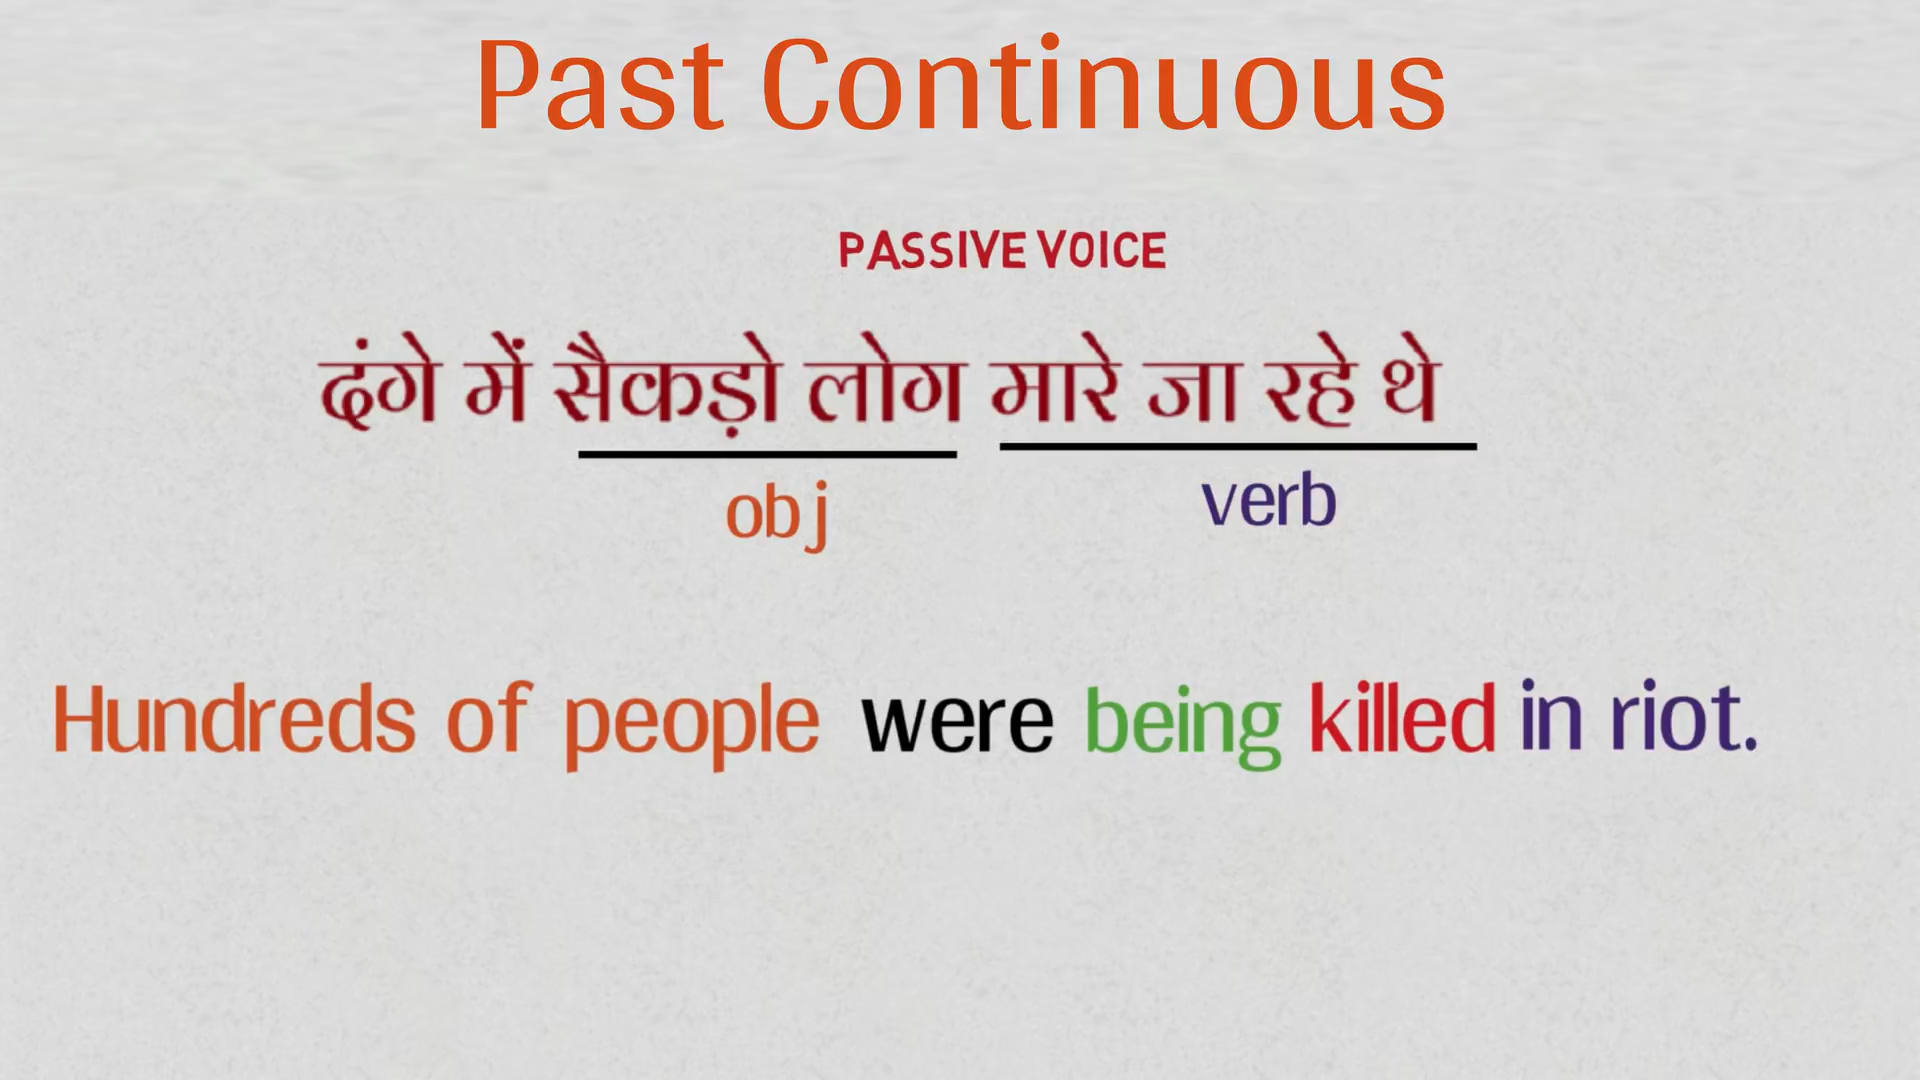 Past Continuous
PASSIVE VOICE
दंगे में सैकड़ो लोग मारे जा रहे थे
obj verb
Hundreds of people were being killed in riot.